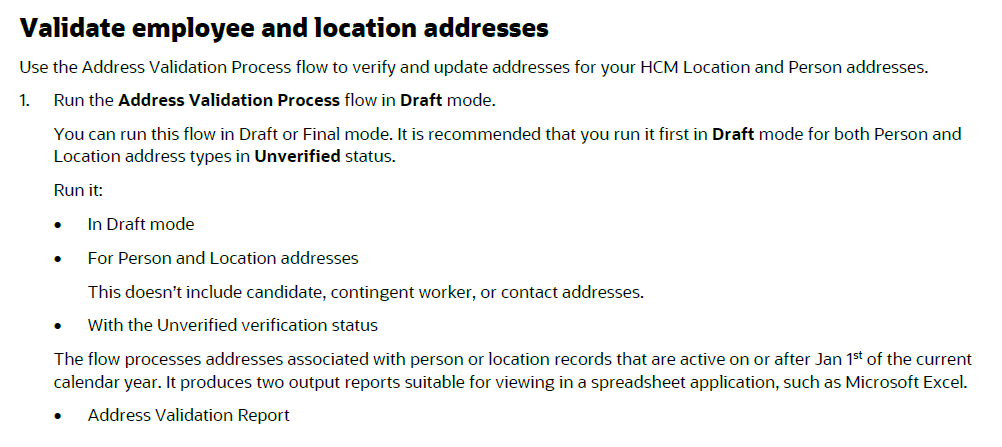 Validate employee and location addresses
Use the Address Validation Process flow to verify and update addresses for your HCM Location and Person addresses.
1. Run the Address Validation Process flow in Draft mode.
You can run this flow in Draft or Final mode. It is recommended that you run it first in Draft mode for both Person and
Location address types in Unverified status.
Run it:
• In Draft mode
• For Person and Location addresses
This doesn’t include candidate, contingent worker, or contact addresses.
• With the Unverified verification status
The flow processes addresses associated with person or location records that are active on or after Jan 1st of the current
calendar year. It produces two output reports suitable for viewing in a spreadsheet application, such as Microsoft Excel.
• Address Validation Report